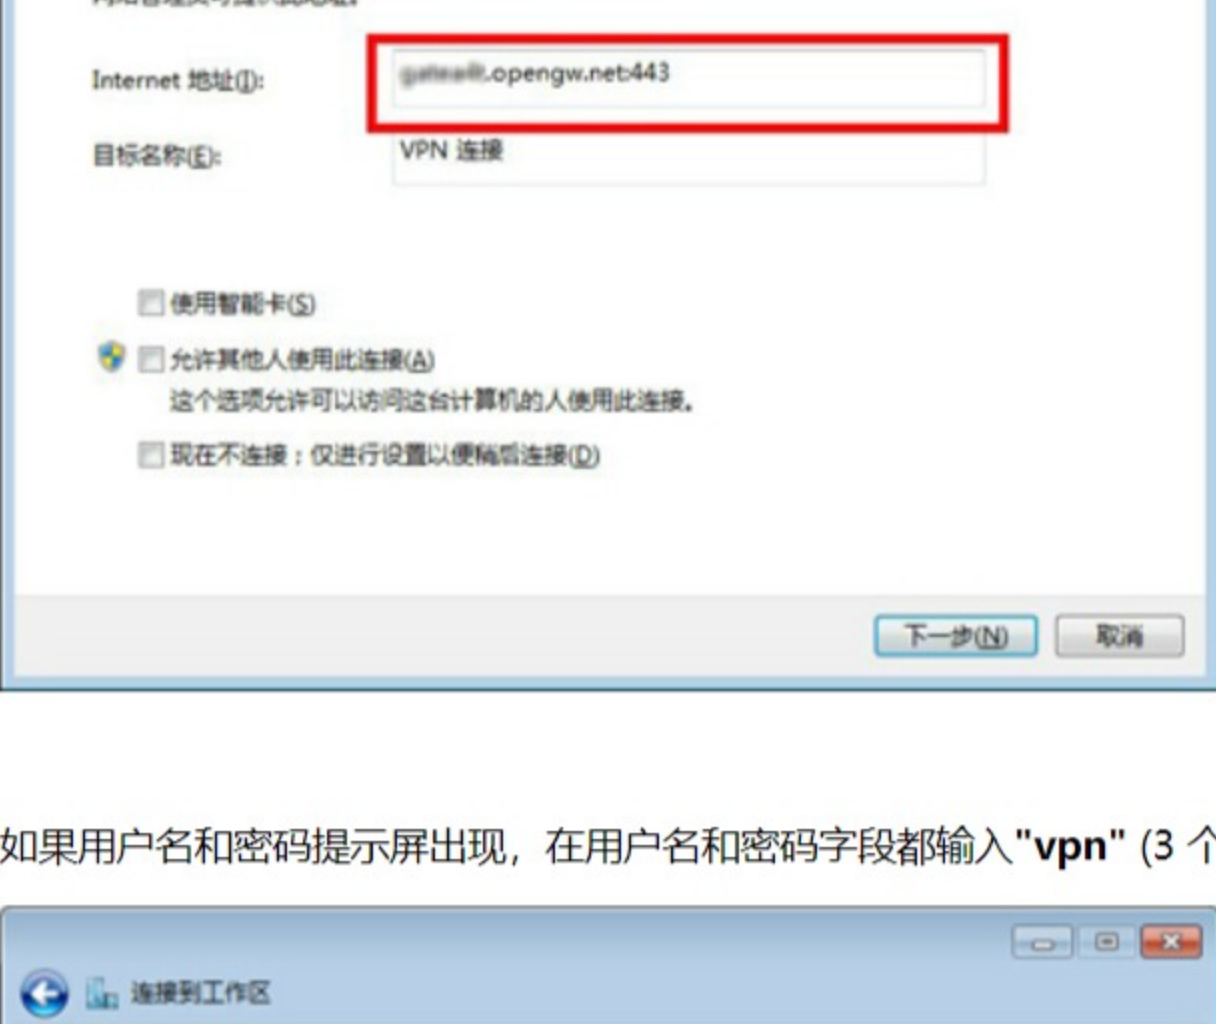 Internet 地址(I):
.opengw.net:443
目标名称(E):
VPN 连接
使用智能卡(S)
允许其他人使用此连接(A)
这个选项允许可以访问这台计算机的人使用此连接。
现在不连接；仅进行设置以便稍后连接(D)
下一步(N)
取消
如果用户名和密码提示屏出现，在用户名和密码字段都输入"vpn" (3 个
连接到工作区